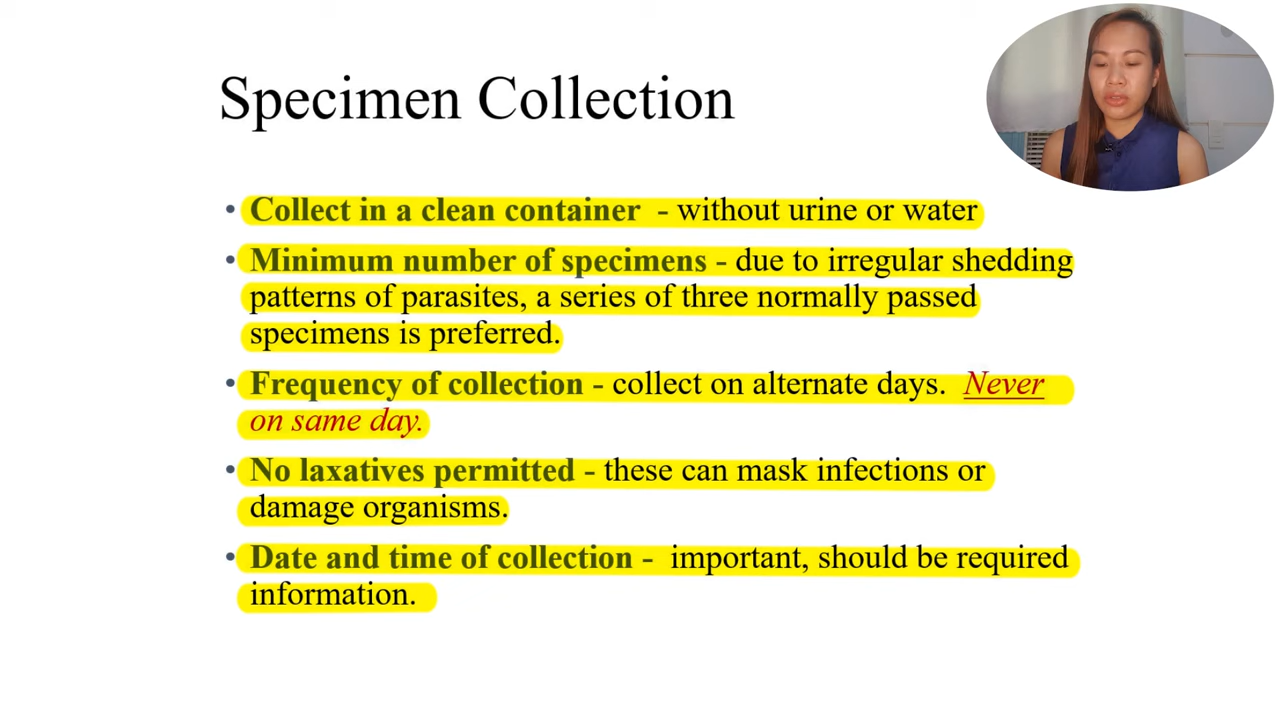 Specimen Collection
• Collect in a clean container - without urine or water
• Minimum number of specimens - due to irregular shedding
patterns of parasites, a series of three normally passed
specimens is preferred.
• Frequency of collection - collect on alternate days. Never
on same day.
• No laxatives permitted - these can mask infections or
damage organisms.
• Date and time of collection - important, should be required
information.